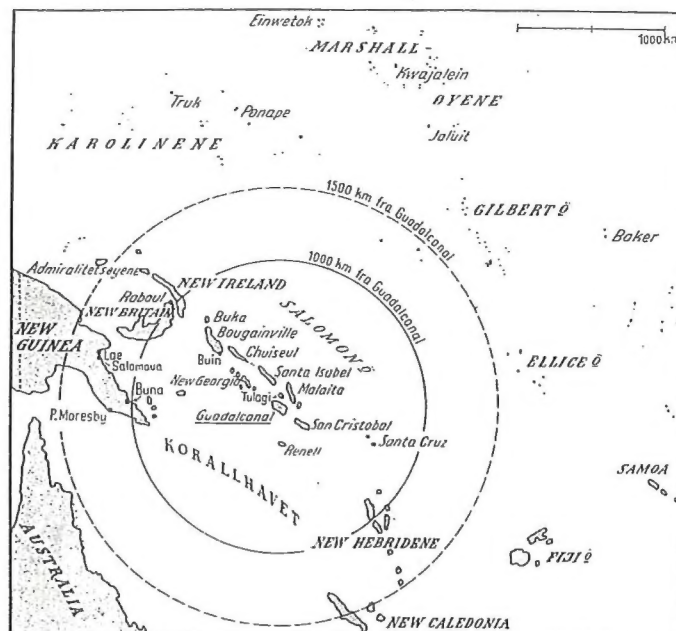 Einwetok
MARSHALL
1000 km
Kwajalein
ØYENE
Truk
Ponape
Jaluit
KAROLINENE
1500 km fra Guadalcanal
GILBERT Ø
Baker
1000 km fra Guadalcanal
Admiralitetsøyene
NEW IRELAND
Rabaul
NEW BRITAIN
SALOMON Ø
Buka
Bougainville
NEW
GUINEA
Lae
Salamaua
Buin
Chuiseul
ELLICE Ø
Santa Isabel
Buna
New Georgia
Tulagi
Malaita
P. Moresby
Guadalcanal
San Cristobal
Santa Cruz
Renell
KORALLHAVET
SAMOA
NEW HEBRIDENE
FIJI Ø
AUSTRALIA
NEW CALEDONIA